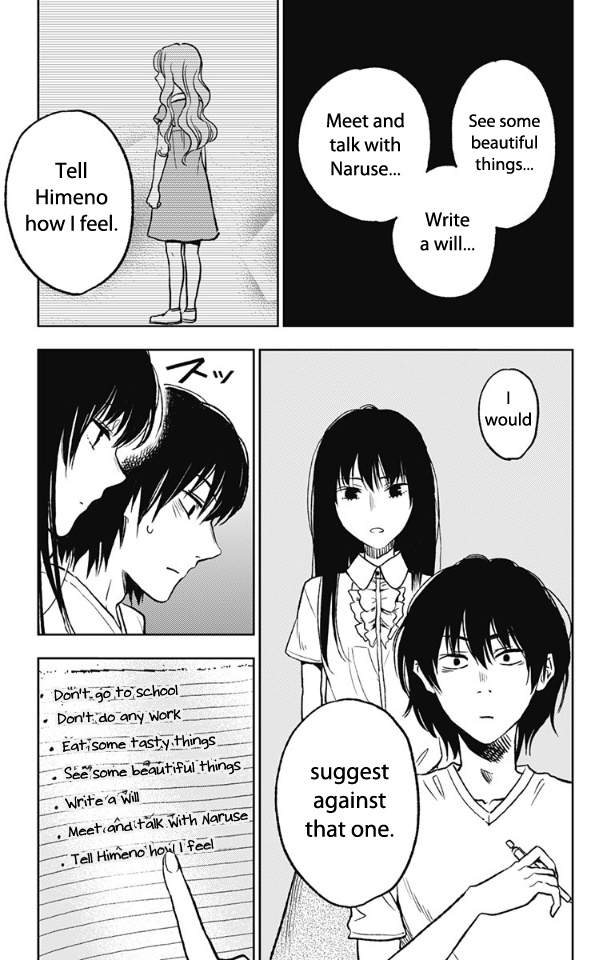 See some
beautiful
things...
Meet and
talk with
Naruse...
Write
a will...
Tell
Himeno
how I feel.
I
would
suggest
against
that one.
スッ
• Don't go to school
• Don't do any work
• Eat some tasty things
• See some beautiful things
• Write a will
• Meet and talk with Naruse
• Tell Himeno how I feel